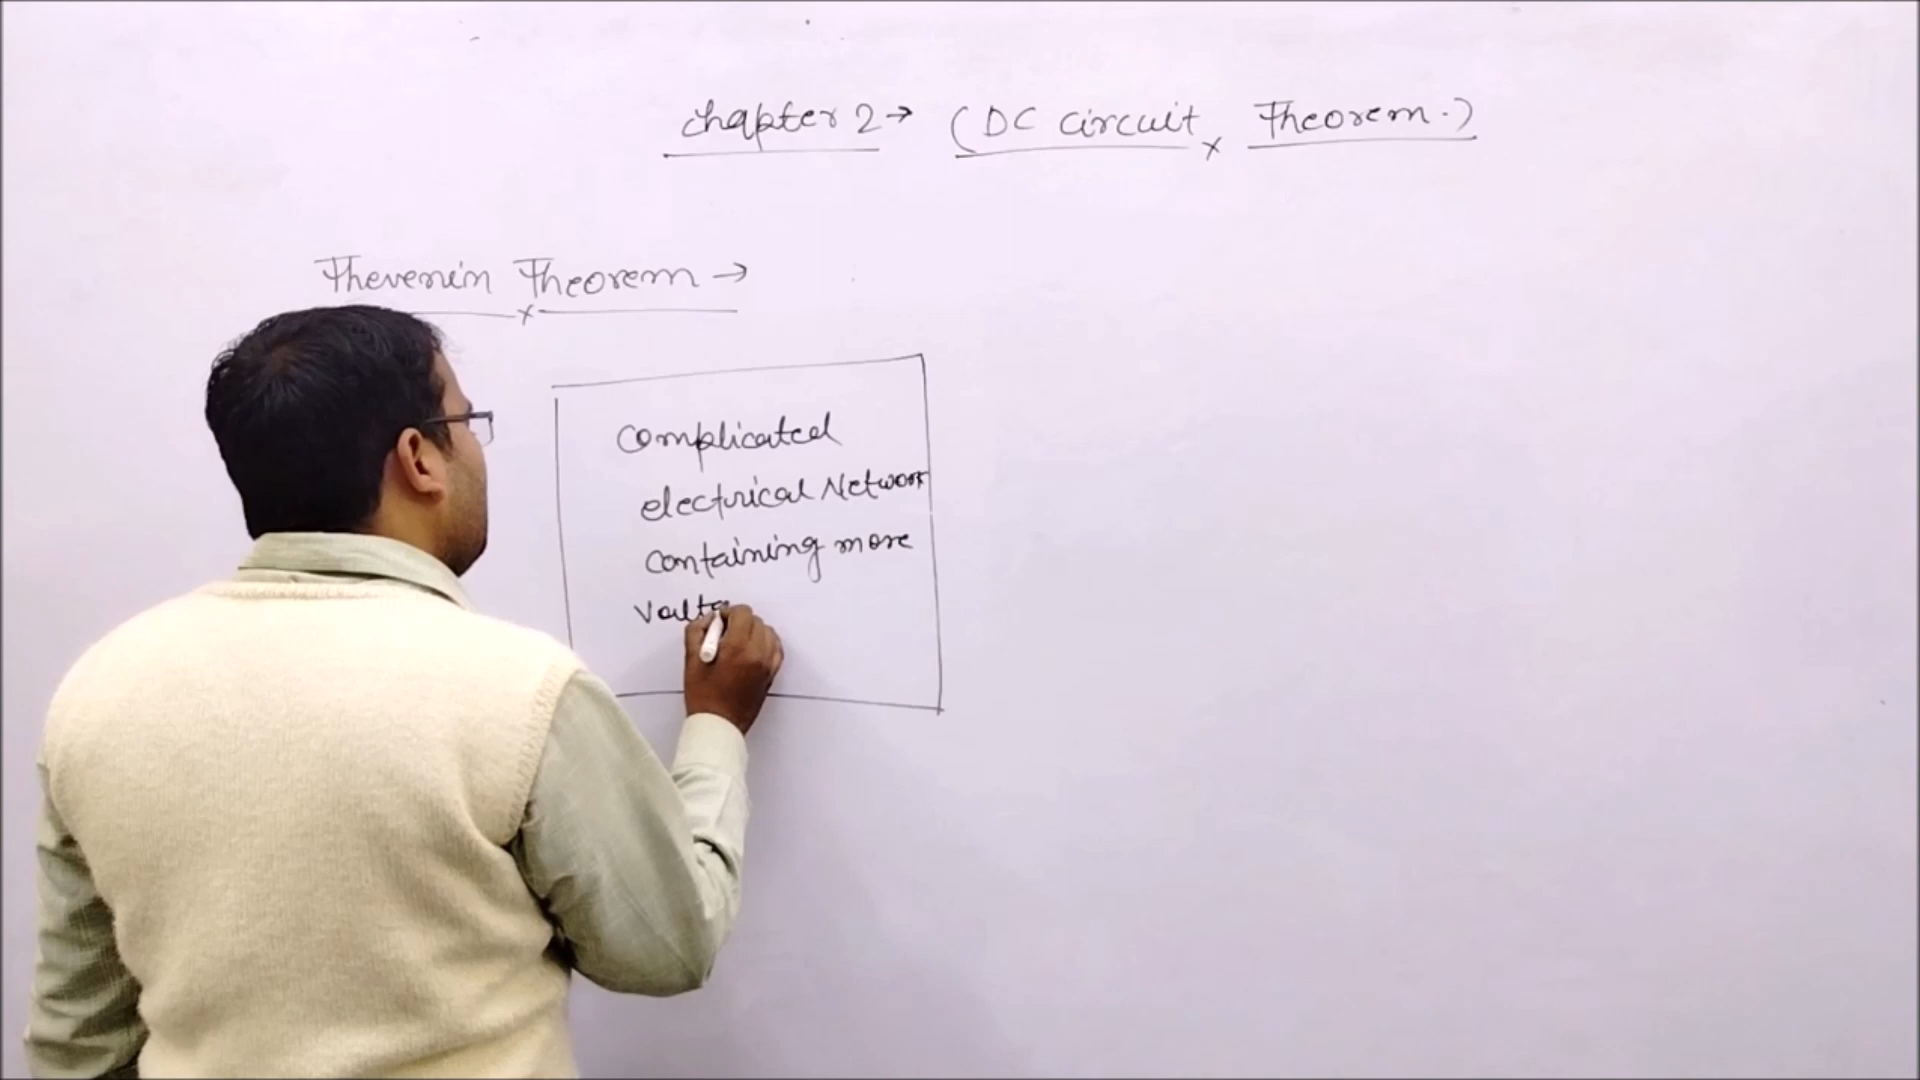 Chapter 2 → (DC Circuit Theorem.)
Thevenin Theorem →
Complicated
electrical Network
Containing more